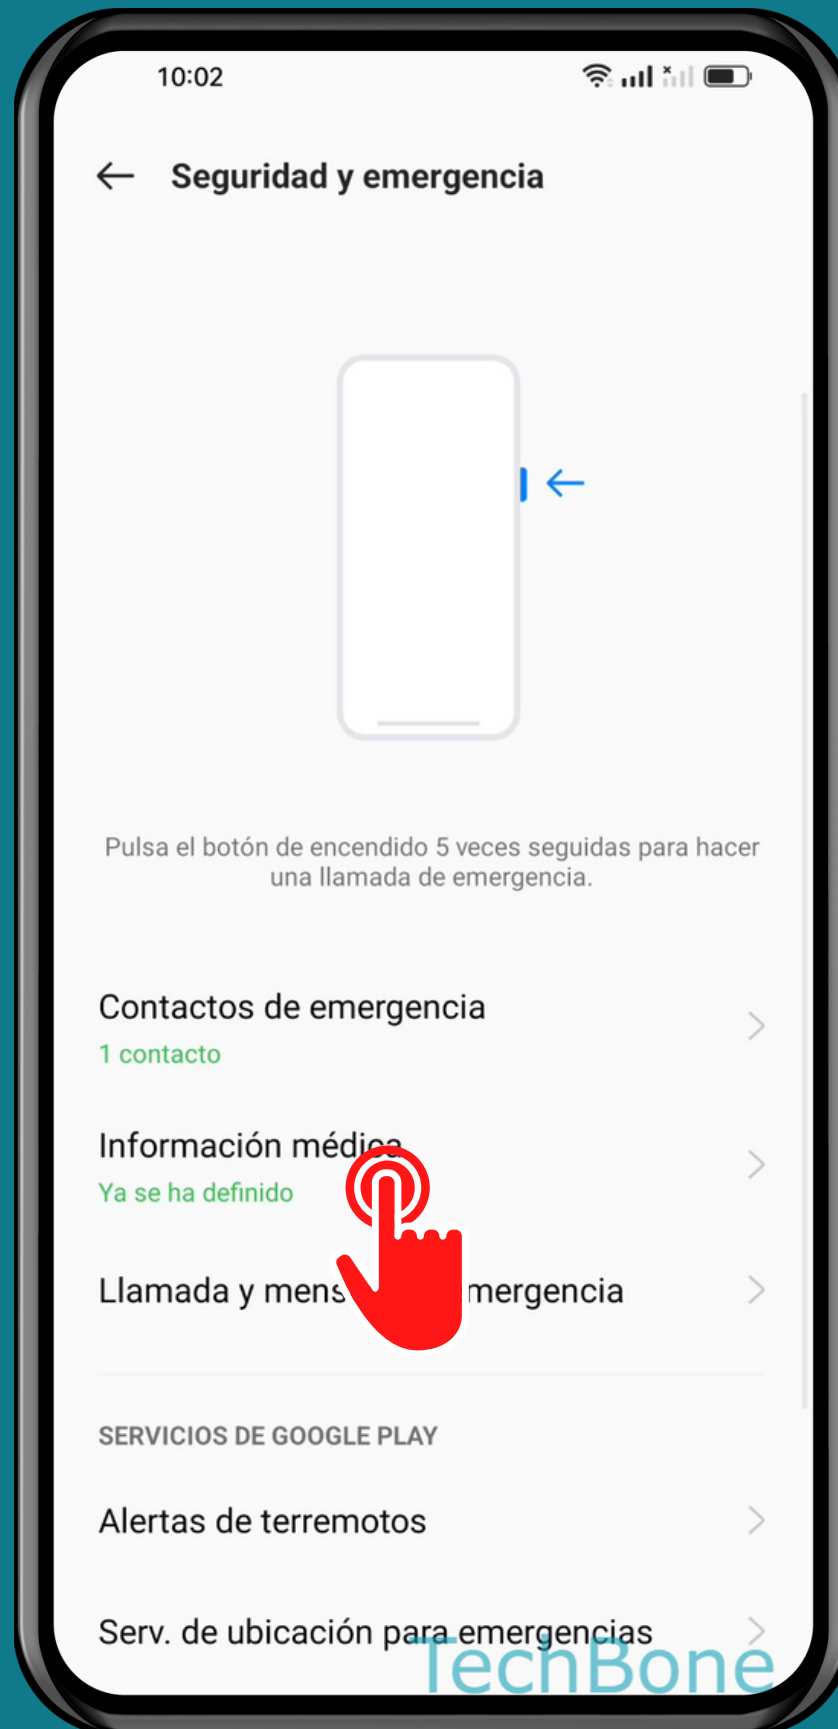 10:02
Seguridad y emergencia
Pulsa el botón de encendido 5 veces seguidas para hacer
una llamada de emergencia.
Contactos de emergencia
1 contacto
Información médica
Ya se ha definido
Llamada y mens mergencia
SERVICIOS DE GOOGLE PLAY
Alertas de terremotos
Serv. de ubicación para emergencias
TechBone